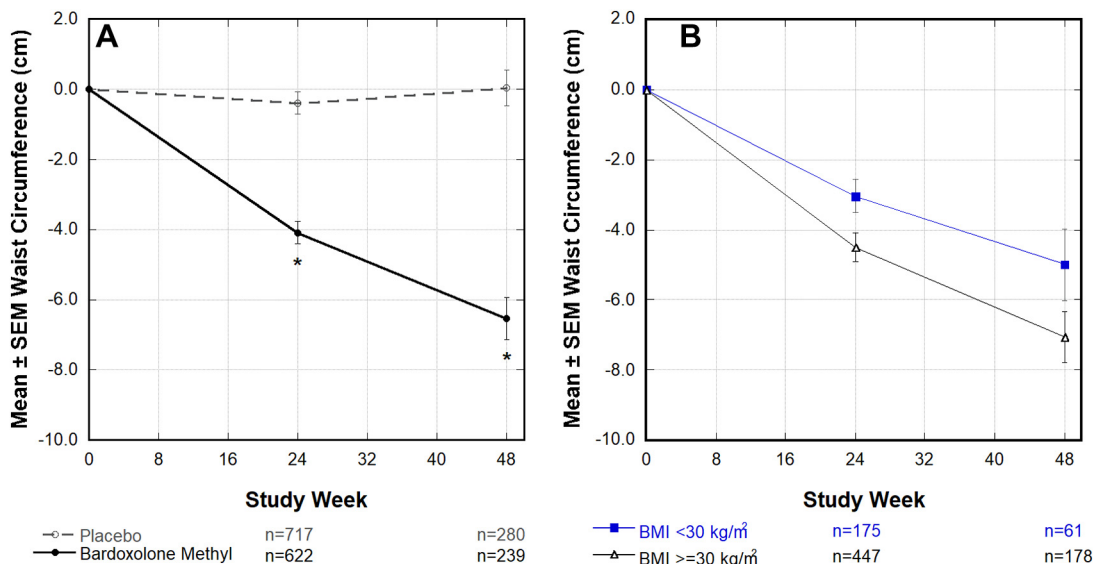 A
Mean ± SEM Waist Circumference (cm)
2.0
0.0
-2.0
-4.0
-6.0
-8.0
-10.0
*
*
0 8 16 24 32 40 48
Study Week
Placebo n=717 n=280
Bardoxolone Methyl n=622 n=239
B
Mean ± SEM Waist Circumference (cm)
2.0
0.0
-2.0
-4.0
-6.0
-8.0
-10.0
0 8 16 24 32 40 48
Study Week
BMI <30 kg/m² n=175 n=61
BMI >=30 kg/m² n=447 n=178